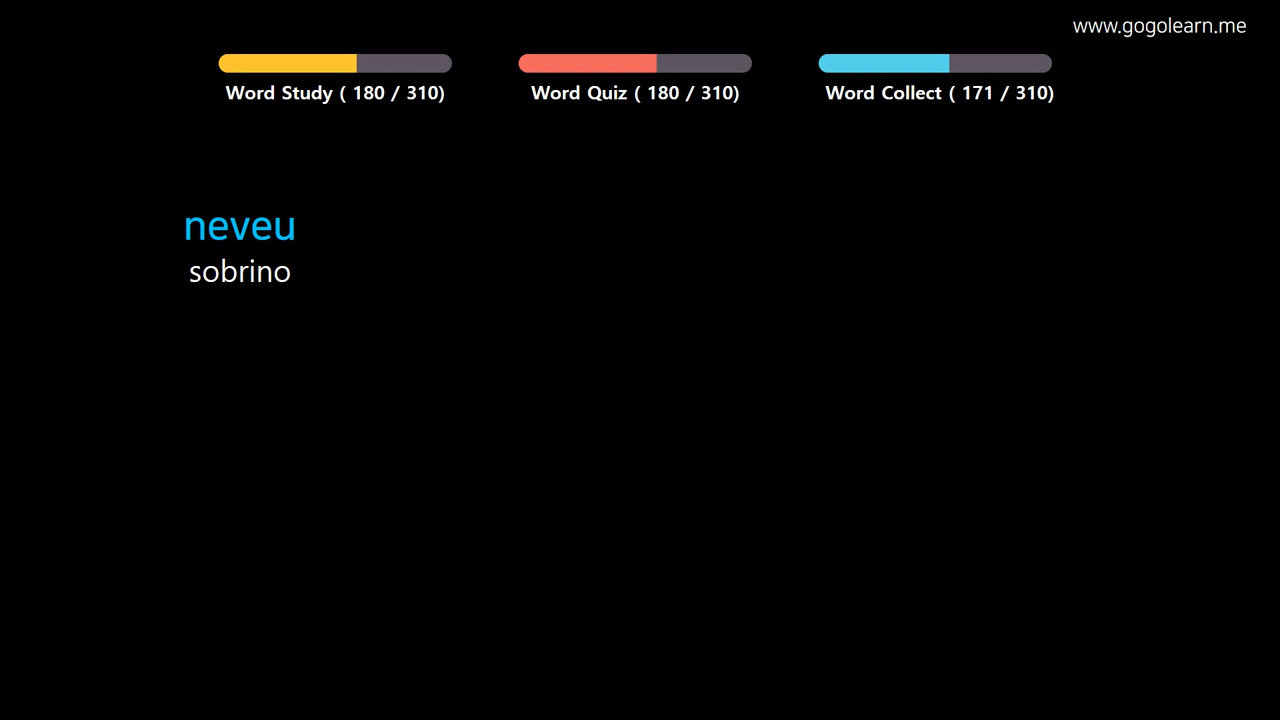 www.gogolearn.me
Word Study ( 180 / 310)
Word Quiz ( 180 / 310)
Word Collect ( 171 / 310)
neveu
sobrino